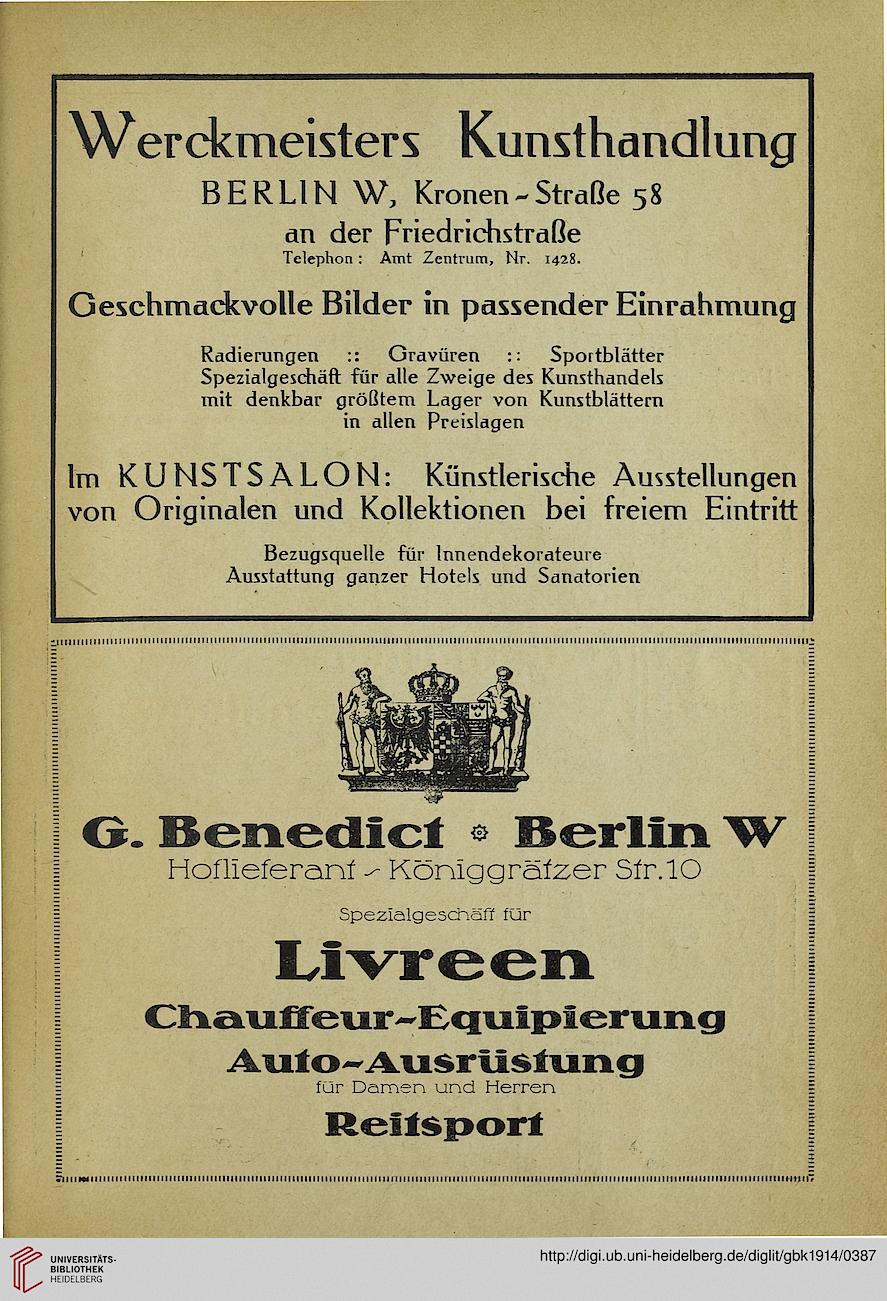 Werckmeisters Kunsthandlung
BERLIN W, Kronen-Straße 58
an der Friedrichstraße
Telephon: Amt Zentrum, Nr. 1428.
Geschmackvolle Bilder in passender Einrahmung
Radierungen :: Gravüren :: Sportblätter
Spezialgeschäft für alle Zweige des Kunsthandels
mit denkbar größtem Lager von Kunstblättern
in allen Preislagen
Im KUNSTSALON: Künstlerische Ausstellungen
von Originalen und Kollektionen bei freiem Eintritt
Bezugsquelle für Innendekorateure
Ausstattung ganzer Hotels und Sanatorien
G. Benedict Berlin W
Hoflieferant - Königgrätzer Str. 10
Spezialgeschäft für
Livreen
Chauffeur-Equipierung
Auto-Ausrüstung
für Damen und Herren
Reitsport
UNIVERSITÄTS-
BIBLIOTHEK
HEIDELBERG
http://digi.ub.uni-heidelberg.de/diglit/gbk1914/0387